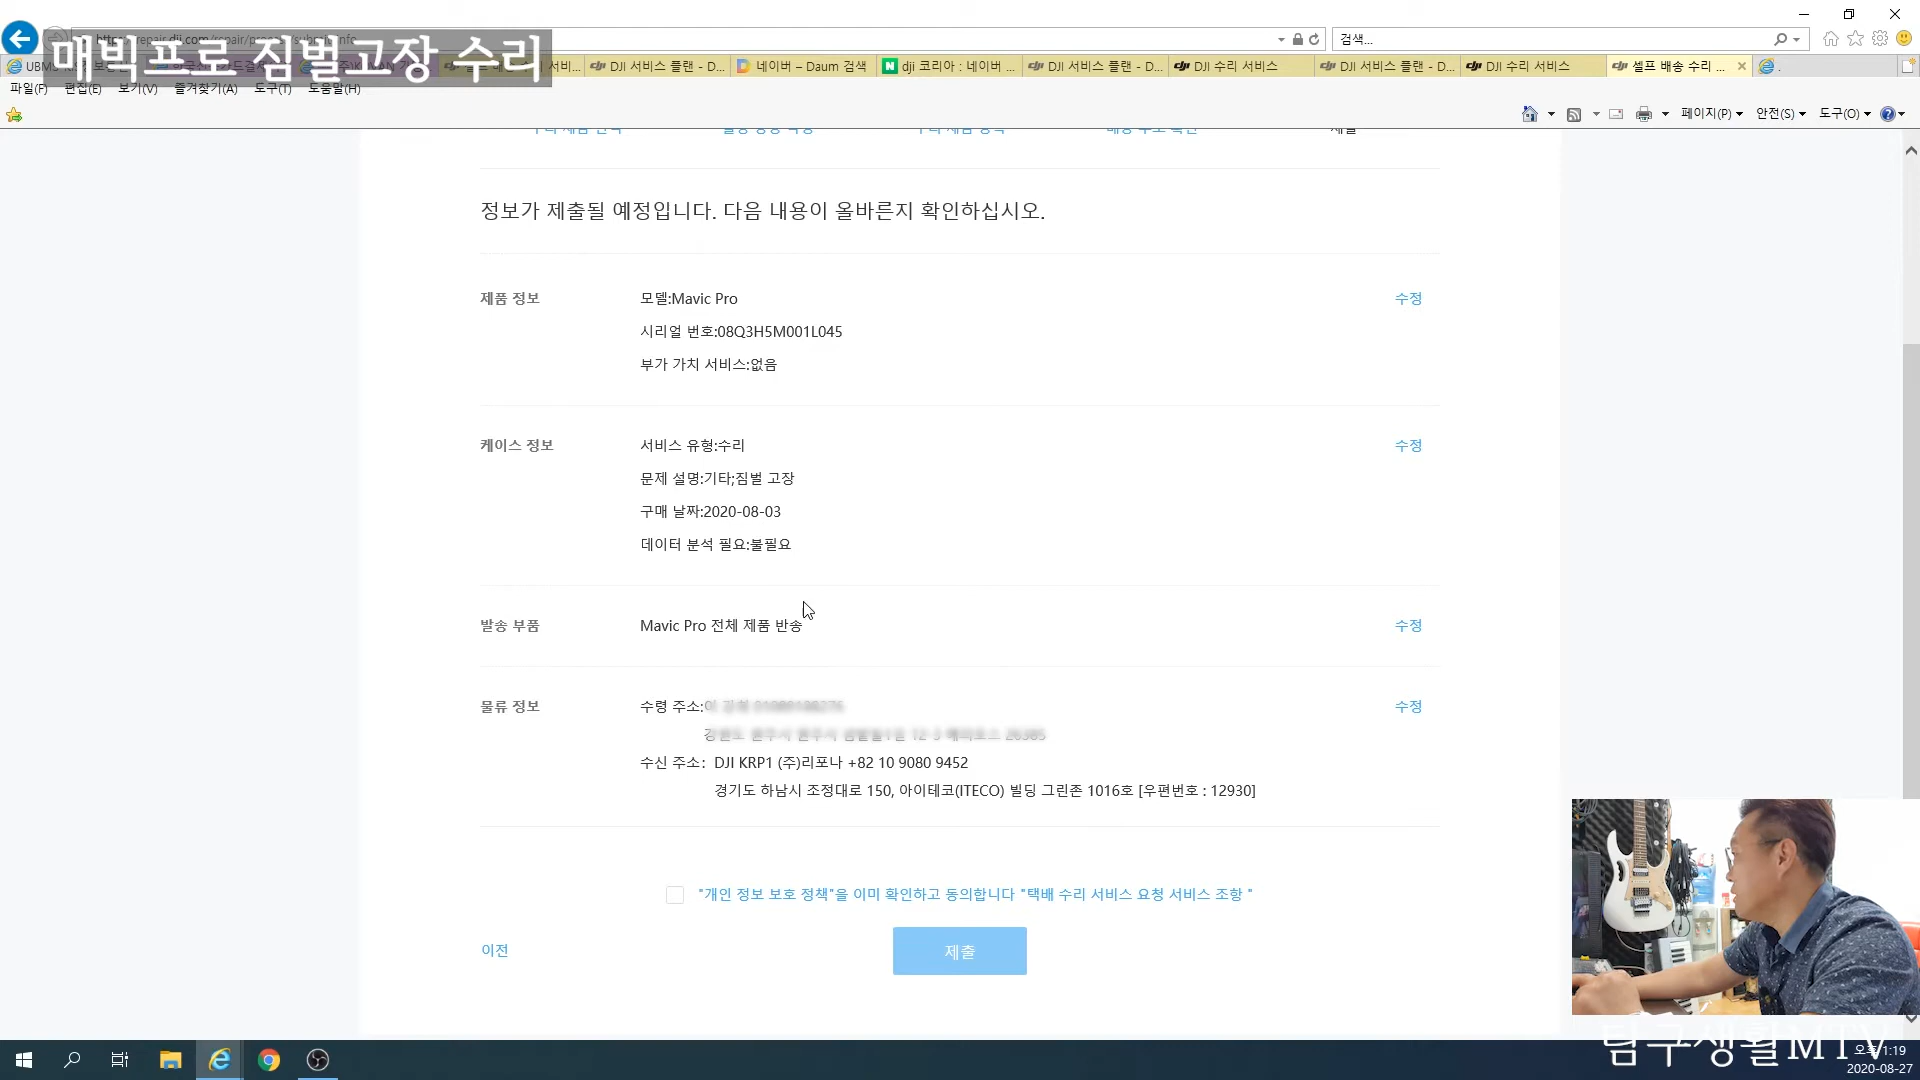 매빅프로 짐벌고장 수리
검색...
DJI 서비스 플랜 - D...
네이버 – Daum 검색
dji 코리아 : 네이버 ...
DJI 서비스 플랜 - D...
DJI 수리 서비스
DJI 서비스 플랜 - D...
DJI 수리 서비스
셀프 배송 수리 ...
파일(F) 편집(E) 보기(V) 즐겨찾기(A) 도구(T) 도움말(H)
페이지(P) 안전(S) 도구(O)
정보가 제출될 예정입니다. 다음 내용이 올바른지 확인하십시오.
제품 정보
모델:Mavic Pro
수정
시리얼 번호:08Q3H5M001L045
부가 가치 서비스:없음
케이스 정보
서비스 유형:수리
수정
문제 설명:기타;짐벌 고장
구매 날짜:2020-08-03
데이터 분석 필요:불필요
발송 부품
Mavic Pro 전체 제품 반송
수정
물류 정보
수령 주소:
수정
수신 주소: DJI KRP1 (주)리포나 +82 10 9080 9452
경기도 하남시 조정대로 150, 아이테코(ITECO) 빌딩 그린존 1016호 [우편번호 : 12930]
"개인 정보 보호 정책"을 이미 확인하고 동의합니다 "택배 수리 서비스 요청 서비스 조항 "
이전
제출
탐구생활MTV
오후 1:19
2020-08-27